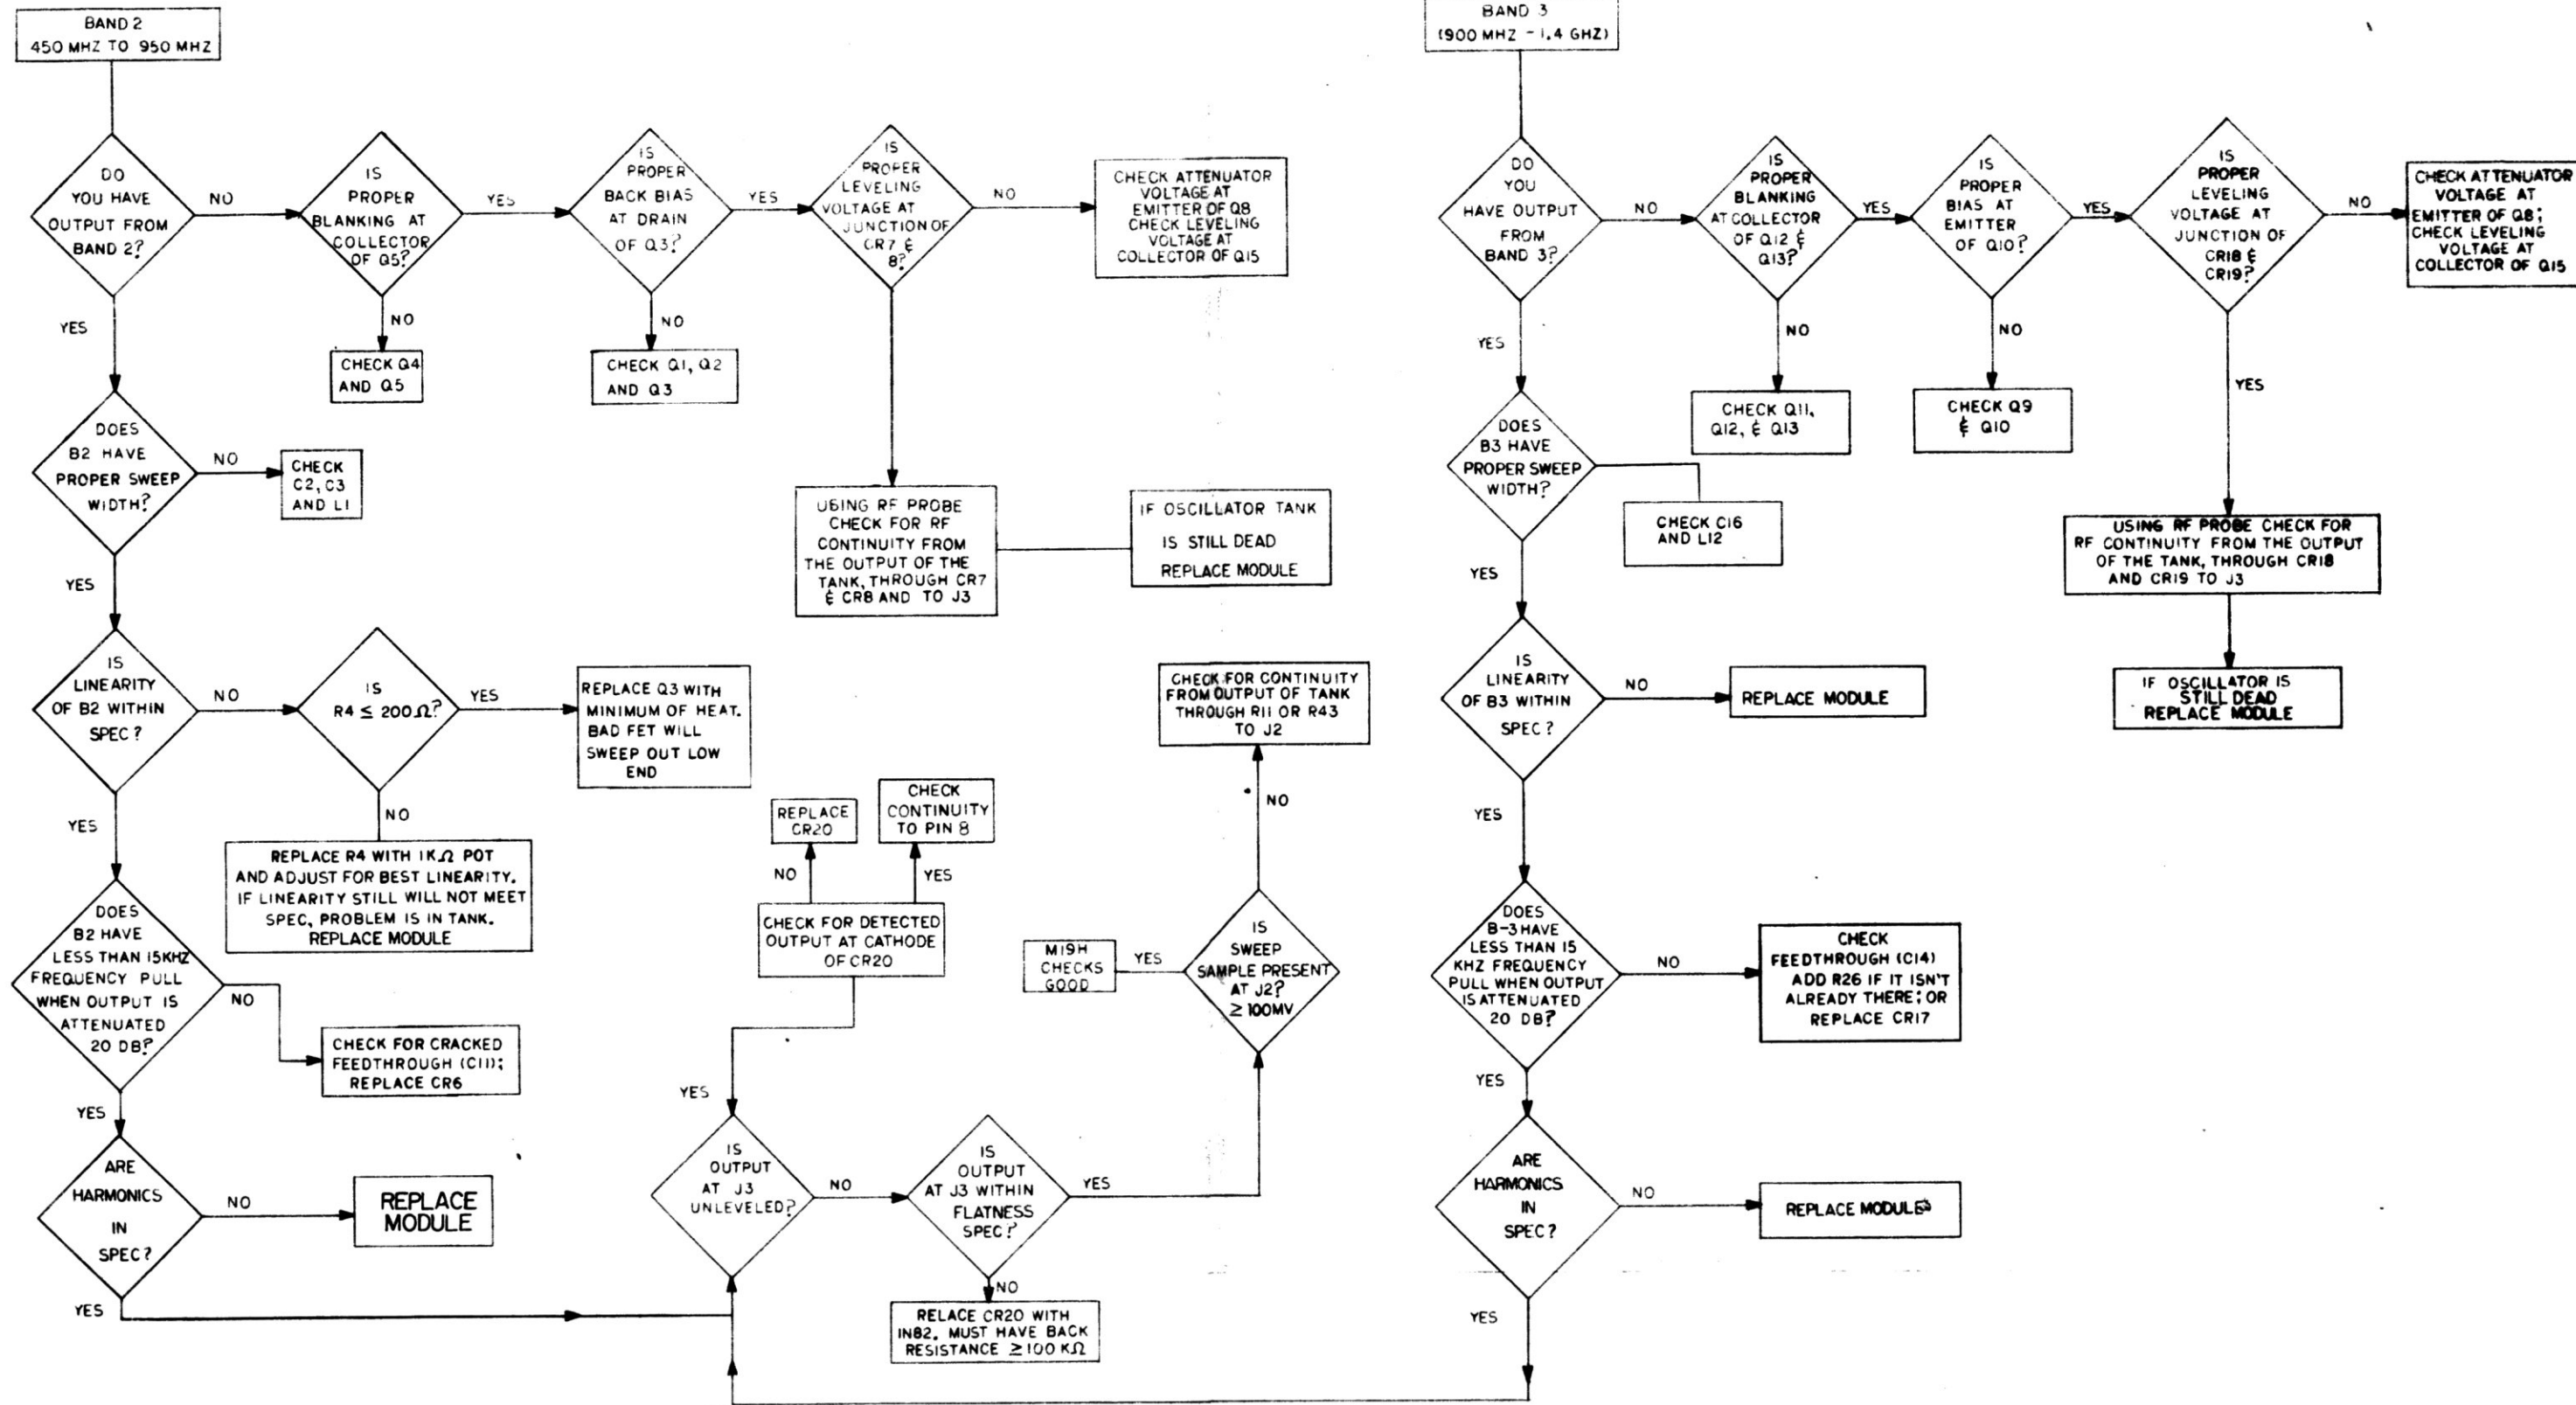 BAND 2
450 MHZ TO 950 MHZ
DO
YOU HAVE
OUTPUT FROM
BAND 2?
NO
YES
IS
PROPER
BLANKING AT
COLLECTOR
OF Q5?
YES
NO
CHECK Q4
AND Q5
IS
PROPER
BACK BIAS
AT DRAIN
OF Q3?
YES
NO
CHECK Q1, Q2
AND Q3
IS
PROPER
LEVELING
VOLTAGE AT
JUNCTION OF
CR7 &
8?
NO
CHECK ATTENUATOR
VOLTAGE AT
EMITTER OF Q8
CHECK LEVELING
VOLTAGE AT
COLLECTOR OF Q15
USING RF PROBE
CHECK FOR RF
CONTINUITY FROM
THE OUTPUT OF THE
TANK, THROUGH CR7
& CR8 AND TO J3
IF OSCILLATOR TANK
IS STILL DEAD
REPLACE MODULE
DOES
B2 HAVE
PROPER SWEEP
WIDTH?
NO
CHECK
C2, C3
AND L1
YES
IS
LINEARITY
OF B2 WITHIN
SPEC?
NO
IS
R4 ≤ 200Ω?
YES
REPLACE Q3 WITH
MINIMUM OF HEAT.
BAD FET WILL
SWEEP OUT LOW
END
NO
REPLACE R4 WITH 1KΩ POT
AND ADJUST FOR BEST LINEARITY.
IF LINEARITY STILL WILL NOT MEET
SPEC, PROBLEM IS IN TANK.
REPLACE MODULE
YES
DOES
B2 HAVE
LESS THAN 15KHZ
FREQUENCY PULL
WHEN OUTPUT IS
ATTENUATED
20 DB?
NO
CHECK FOR CRACKED
FEEDTHROUGH (C11);
REPLACE CR6
YES
ARE
HARMONICS
IN
SPEC?
NO
REPLACE
MODULE
YES
REPLACE
CR20
NO
CHECK
CONTINUITY
TO PIN 8
YES
CHECK FOR DETECTED
OUTPUT AT CATHODE
OF CR20
YES
IS
OUTPUT
AT J3
UNLEVELED?
NO
IS
OUTPUT
AT J3 WITHIN
FLATNESS
SPEC?
YES
NO
RELACE CR20 WITH
IN82. MUST HAVE BACK
RESISTANCE ≥100 KΩ
IS
SWEEP
SAMPLE PRESENT
AT J2?
≥ 100MV
YES
M19H
CHECKS
GOOD
NO
CHECK FOR CONTINUITY
FROM OUTPUT OF TANK
THROUGH R11 OR R43
TO J2
BAND 3
(900 MHZ - 1.4 GHZ)
DO
YOU
HAVE OUTPUT
FROM
BAND 3?
NO
YES
IS
PROPER
BLANKING
AT COLLECTOR
OF Q12 &
Q13?
YES
NO
CHECK Q11,
Q12, & Q13
IS
PROPER
BIAS AT
EMITTER
OF Q10?
YES
NO
CHECK Q9
& Q10
IS
PROPER
LEVELING
VOLTAGE AT
JUNCTION OF
CR18 &
CR19?
NO
CHECK ATTENUATOR
VOLTAGE AT
EMITTER OF Q8;
CHECK LEVELING
VOLTAGE AT
COLLECTOR OF Q15
YES
USING RF PROBE CHECK FOR
RF CONTINUITY FROM THE OUTPUT
OF THE TANK, THROUGH CR18
AND CR19 TO J3
IF OSCILLATOR IS
STILL DEAD
REPLACE MODULE
DOES
B3 HAVE
PROPER SWEEP
WIDTH?
CHECK C16
AND L12
YES
IS
LINEARITY
OF B3 WITHIN
SPEC?
NO
REPLACE MODULE
YES
DOES
B-3 HAVE
LESS THAN 15
KHZ FREQUENCY
PULL WHEN OUTPUT
IS ATTENUATED
20 DB?
NO
CHECK
FEEDTHROUGH (C14)
ADD R26 IF IT ISN'T
ALREADY THERE; OR
REPLACE CR17
YES
ARE
HARMONICS
IN
SPEC?
NO
REPLACE MODULE
YES